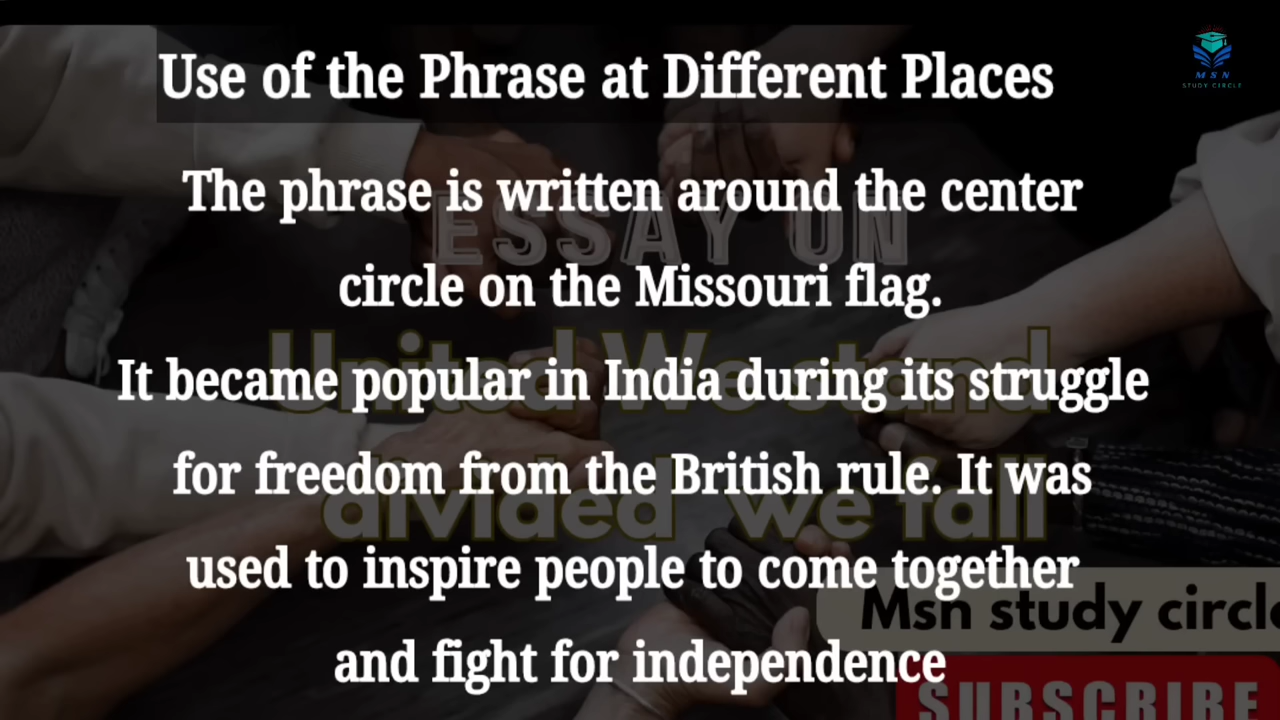 Use of the Phrase at Different Places
M S N
STUDY CIRCLE
The phrase is written around the center
ESSAY ON
circle on the Missouri flag.
United We stand
It became popular in India during its struggle
for freedom from the British rule. It was
divided we fall
used to inspire people to come together
Msn study circle
and fight for independence
SUBSCRIBE